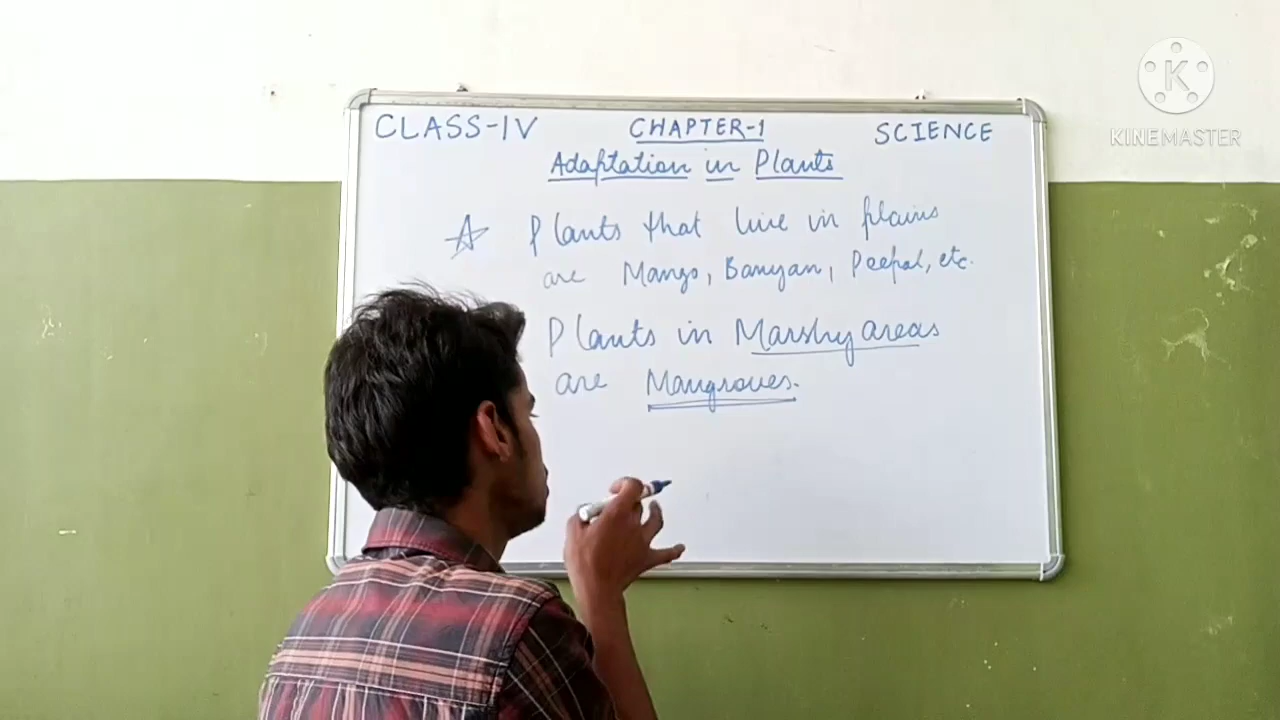 CLASS-IV CHAPTER-1 SCIENCE
Adaptation in Plants
Plants that live in plains
are Mango, Banyan, Peepal, etc.
Plants in Marshy areas
are Mangroves.
K
KINEMASTER